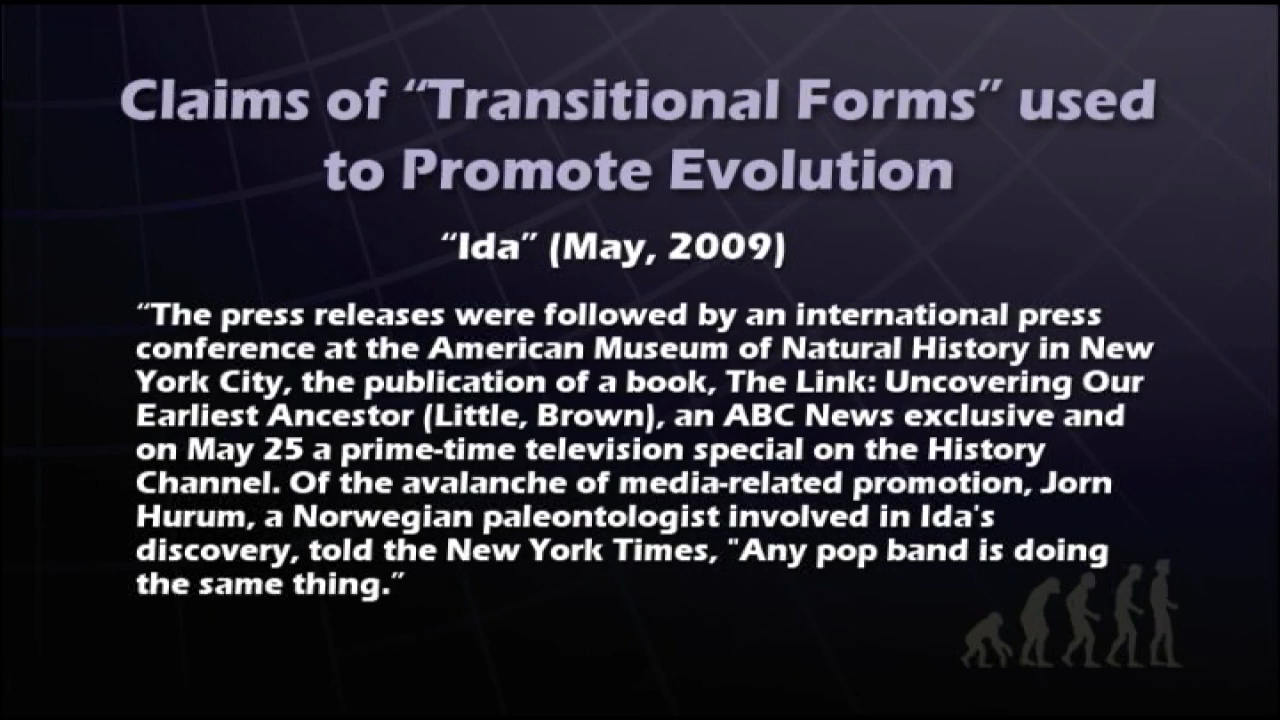 Claims of “Transitional Forms” used
to Promote Evolution
“Ida” (May, 2009)
“The press releases were followed by an international press
conference at the American Museum of Natural History in New
York City, the publication of a book, The Link: Uncovering Our
Earliest Ancestor (Little, Brown), an ABC News exclusive and
on May 25 a prime-time television special on the History
Channel. Of the avalanche of media-related promotion, Jorn
Hurum, a Norwegian paleontologist involved in Ida's
discovery, told the New York Times, "Any pop band is doing
the same thing.”